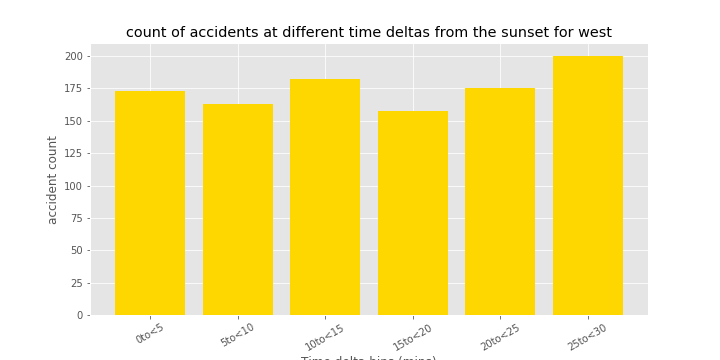 count of accidents at different time deltas from the sunset for west
accident count
200
175
150
125
100
75
50
25
0
0to<5
5to<10
10to<15
15to<20
20to<25
25to<30
Time delta bins (mins)